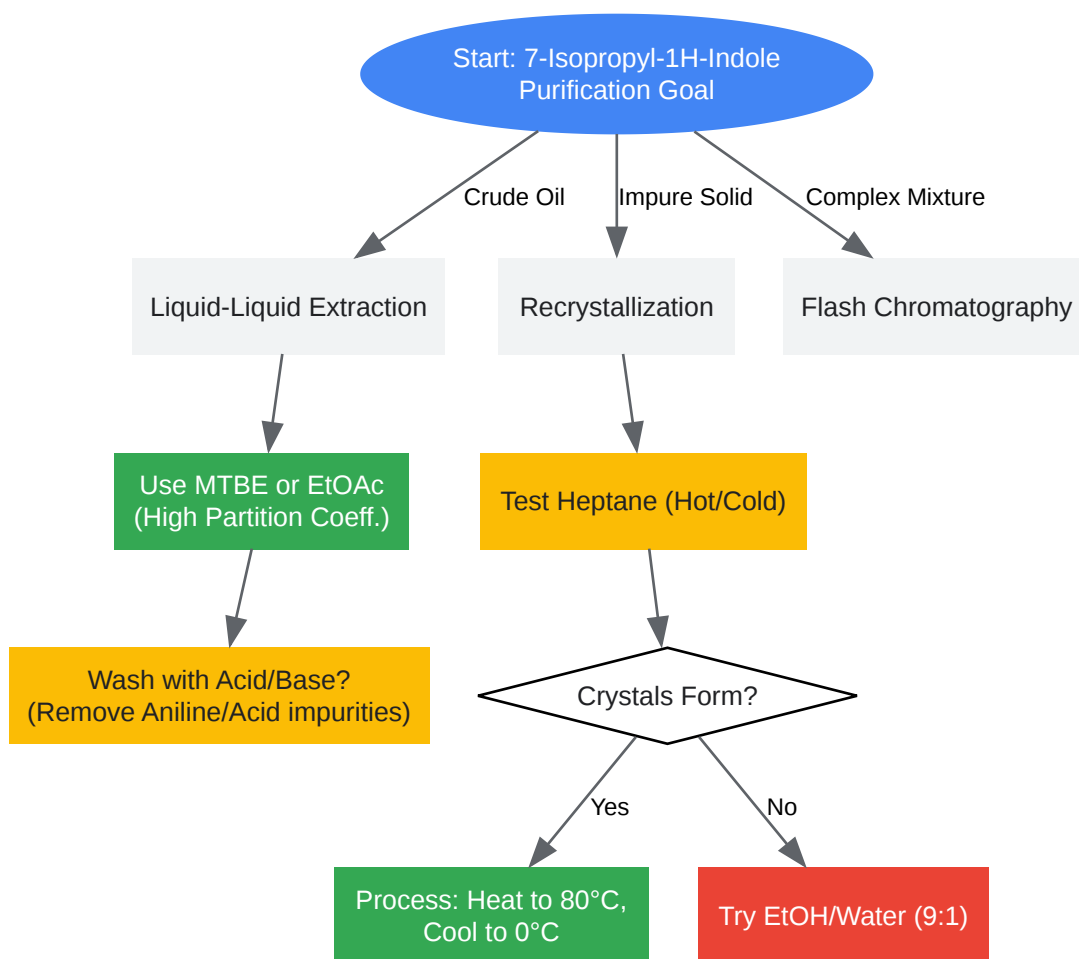 Start: 7-Isopropyl-1H-Indole
Purification Goal
Crude Oil
Impure Solid
Complex Mixture
Liquid-Liquid Extraction
Recrystallization
Flash Chromatography
Use MTBE or EtOAc
(High Partition Coeff.)
Test Heptane (Hot/Cold)
Wash with Acid/Base?
(Remove Aniline/Acid impurities)
Crystals Form?
Yes
No
Process: Heat to 80°C,
Cool to 0°C
Try EtOH/Water (9:1)